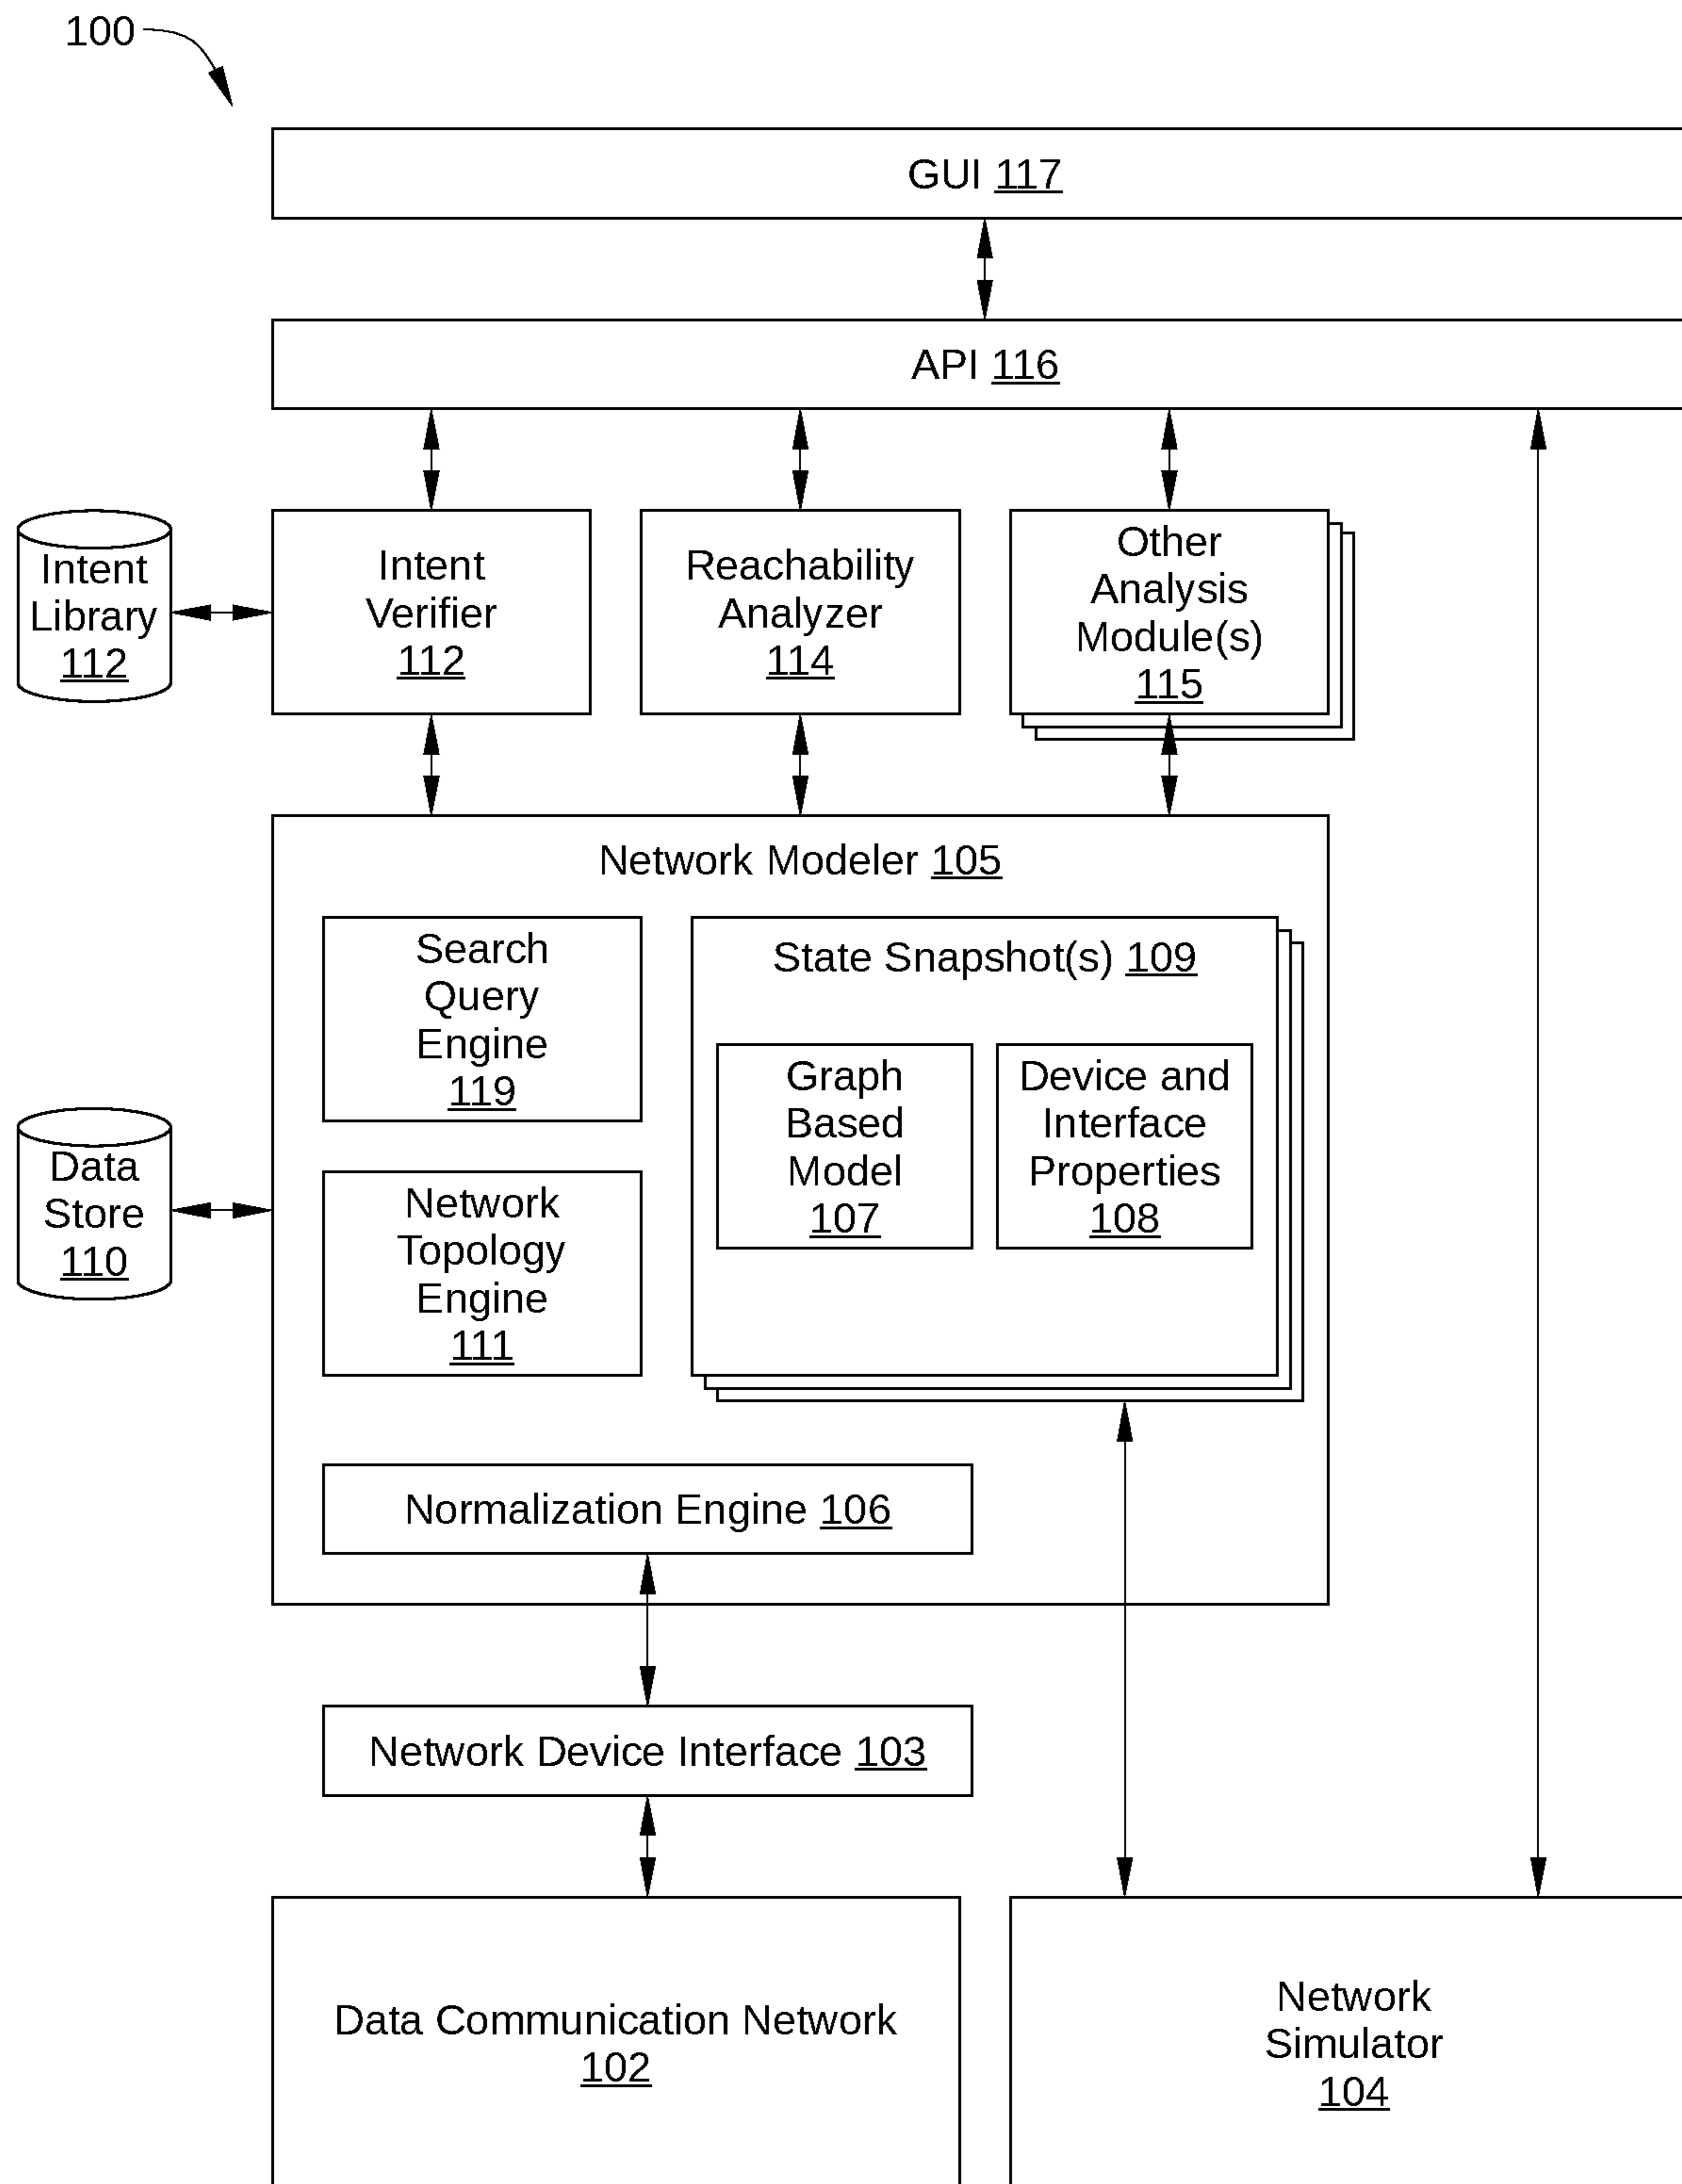 100
GUI 117
API 116
Intent
Library
112
Intent
Verifier
112
Reachability
Analyzer
114
Other
Analysis
Module(s)
115
Network Modeler 105
Search
Query
Engine
119
State Snapshot(s) 109
Graph
Based
Model
107
Device and
Interface
Properties
108
Data
Store
110
Network
Topology
Engine
111
Normalization Engine 106
Network Device Interface 103
Data Communication Network
102
Network
Simulator
104